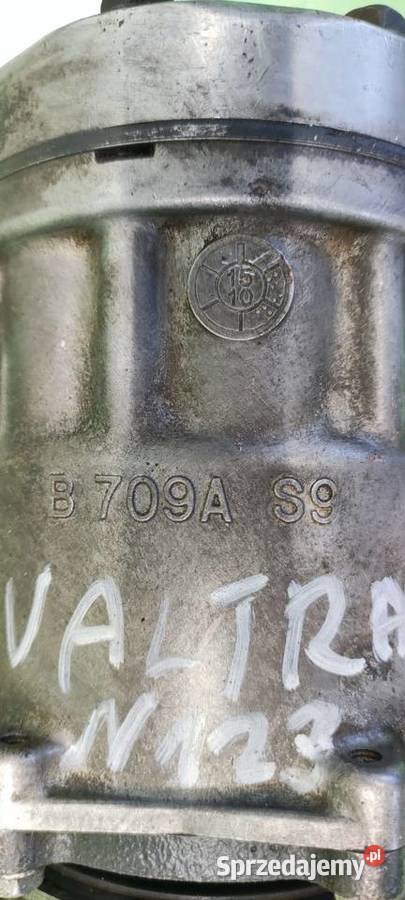 15
10
B 709A S9
VALTRA
N123
Sprzedajemy.pl